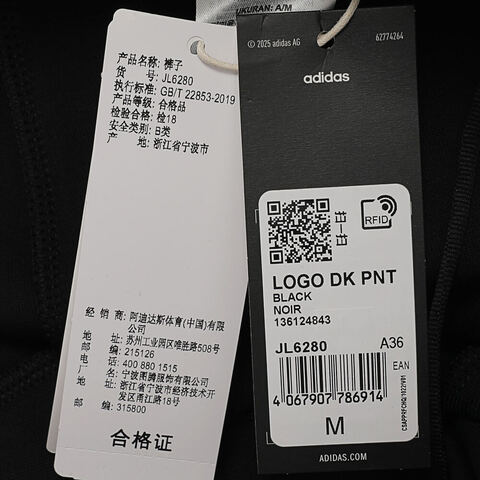 UKURAN: A/M
产品名称: 裤子
货 号: JL6280
执行标准: GB/T 22853-2019
产品等级: 合格品
检验合格: 检18
安全类别: B类
产 地: 浙江省宁波市
经 销 商: 阿迪达斯体育(中国)有限
公司
地 址: 苏州工业园区唯胜路508号
邮 编: 215126
电 话: 400 880 1515
厂 名: 宁波图腾服饰有限公司
地 址: 浙江省宁波市经济技术开
发区甬江路18号
邮 编: 315800
合格证
© 2025 adidas AG
62774264
adidas
RFID
LOGO DK PNT
BLACK
NOIR
136124843
JL6280
A36
EAN
4 067907 786914
M
ADIDAS.COM